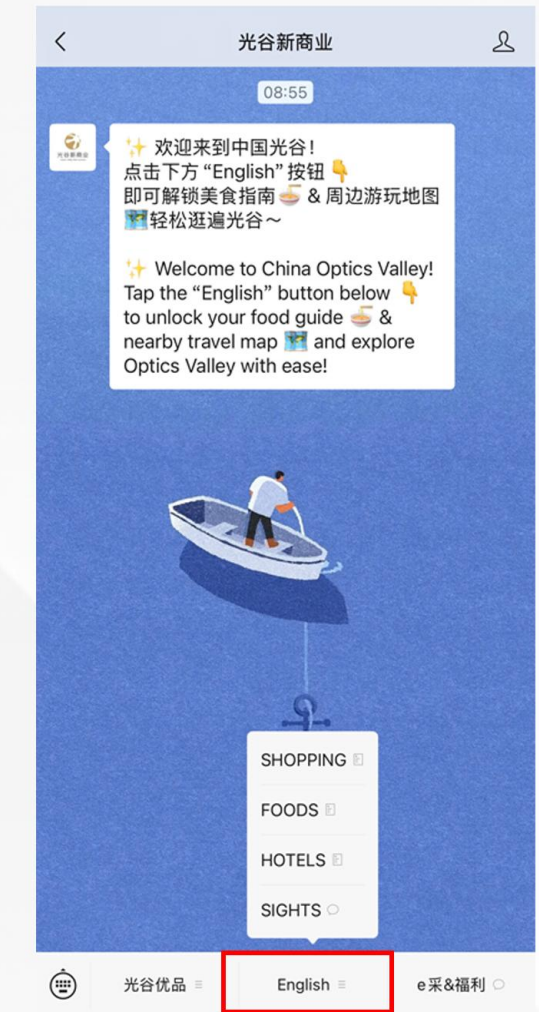 光谷新商业
08:55
✨ 欢迎来到中国光谷！
点击下方“English”按钮👇
即可解锁美食指南🍜 & 周边游玩地图
🗺️轻松逛遍光谷～
✨ Welcome to China Optics Valley!
Tap the “English” button below 👇
to unlock your food guide 🍜 &
nearby travel map 🗺️ and explore
Optics Valley with ease!
SHOPPING
FOODS
HOTELS
SIGHTS
光谷优品
English
e采&福利